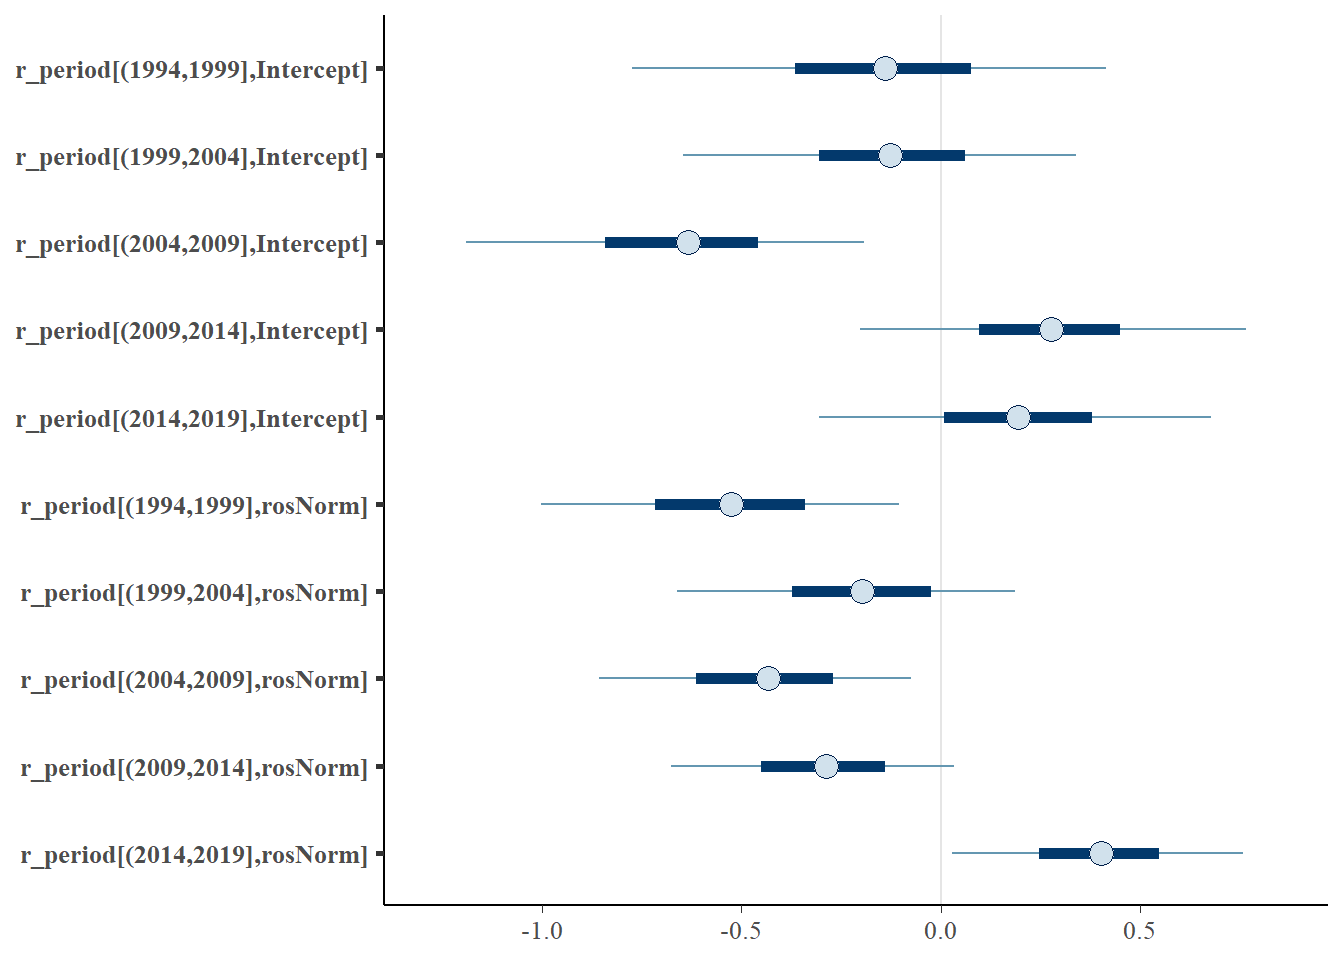 r_period[(1994,1999],Intercept]
r_period[(1999,2004],Intercept]
r_period[(2004,2009],Intercept]
r_period[(2009,2014],Intercept]
r_period[(2014,2019],Intercept]
r_period[(1994,1999],rosNorm]
r_period[(1999,2004],rosNorm]
r_period[(2004,2009],rosNorm]
r_period[(2009,2014],rosNorm]
r_period[(2014,2019],rosNorm]
-1.0 -0.5 0.0 0.5